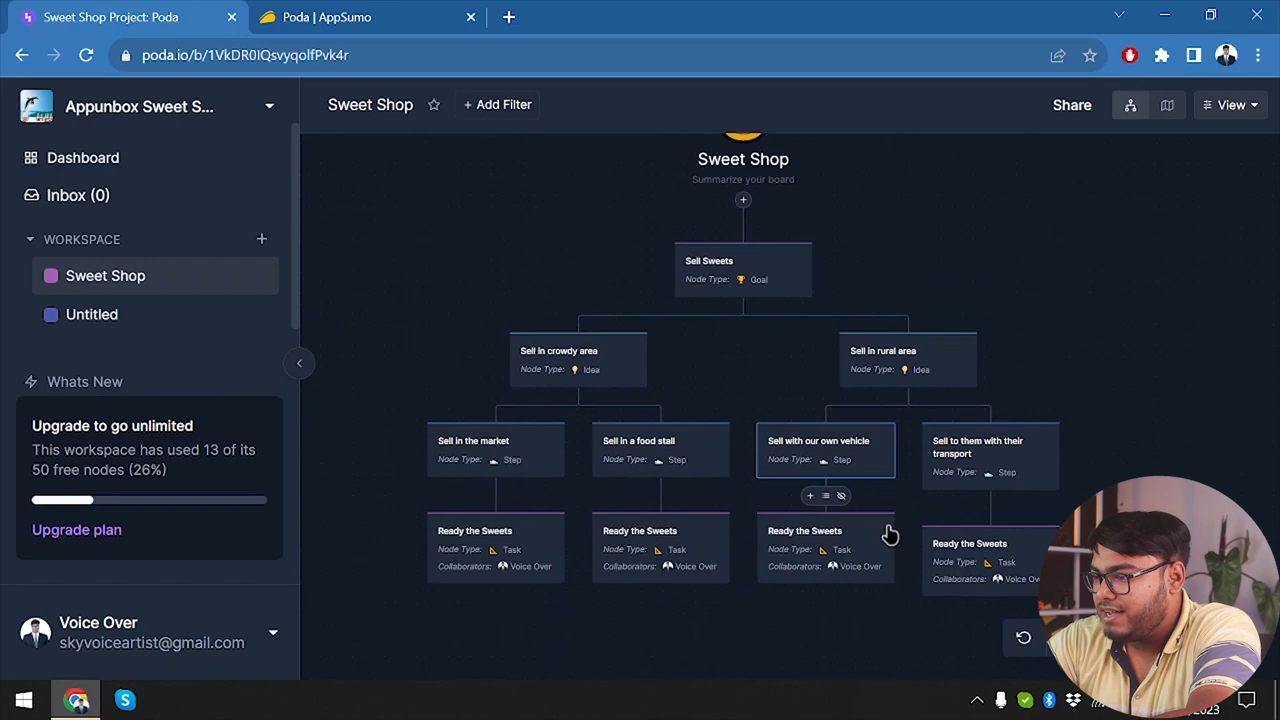 Sweet Shop Project: Poda
Poda | AppSumo
poda.io/b/1VkDR0IQsvyqolfPvk4r
Appunbox Sweet S...
Sweet Shop
+ Add Filter
Share
View
Dashboard
Inbox (0)
WORKSPACE
Sweet Shop
Untitled
Whats New
Upgrade to go unlimited
This workspace has used 13 of its
50 free nodes (26%)
Upgrade plan
Voice Over
skyvoiceartist@gmail.com
Sweet Shop
Summarize your board
Sell Sweets
Node Type: Goal
Sell in crowdy area
Node Type: Idea
Sell in rural area
Node Type: Idea
Sell in the market
Node Type: Step
Sell in a food stall
Node Type: Step
Sell with our own vehicle
Node Type: Step
Sell to them with their
transport
Node Type: Step
Ready the Sweets
Node Type: Task
Collaborators: Voice Over
Ready the Sweets
Node Type: Task
Collaborators: Voice Over
Ready the Sweets
Node Type: Task
Collaborators: Voice Over
Ready the Sweets
Node Type: Task
Collaborators: Voice